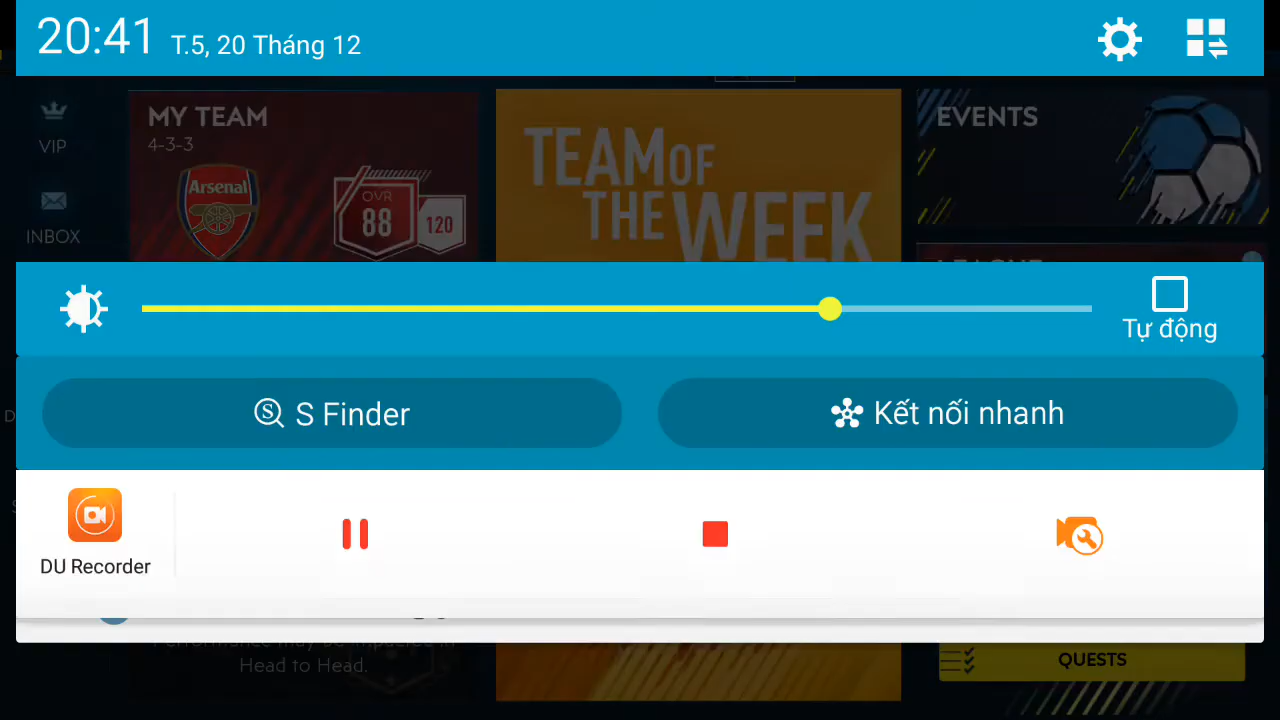 20:41 T.5, 20 Tháng 12
VIP
INBOX
MY TEAM
4-3-3
Arsenal
OVR
88
120
TEAM OF
THE WEEK
EVENTS
Tự động
S Finder
Kết nối nhanh
DU Recorder
Performance may be impacted in
Head to Head.
QUESTS